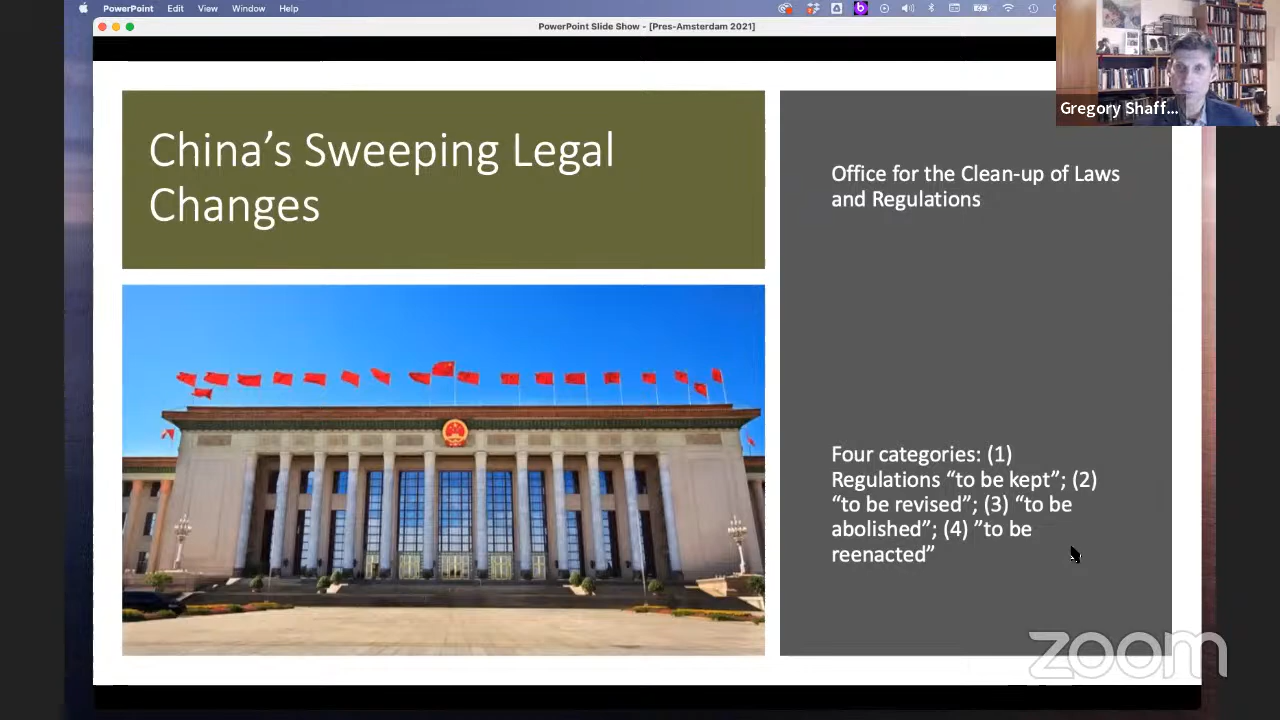 PowerPoint Edit View Window Help
PowerPoint Slide Show - [Pres-Amsterdam 2021]
Gregory Shaff...
China’s Sweeping Legal
Changes
Office for the Clean-up of Laws
and Regulations
Four categories: (1)
Regulations “to be kept”; (2)
“to be revised”; (3) “to be
abolished”; (4) ”to be
reenacted”
zoom